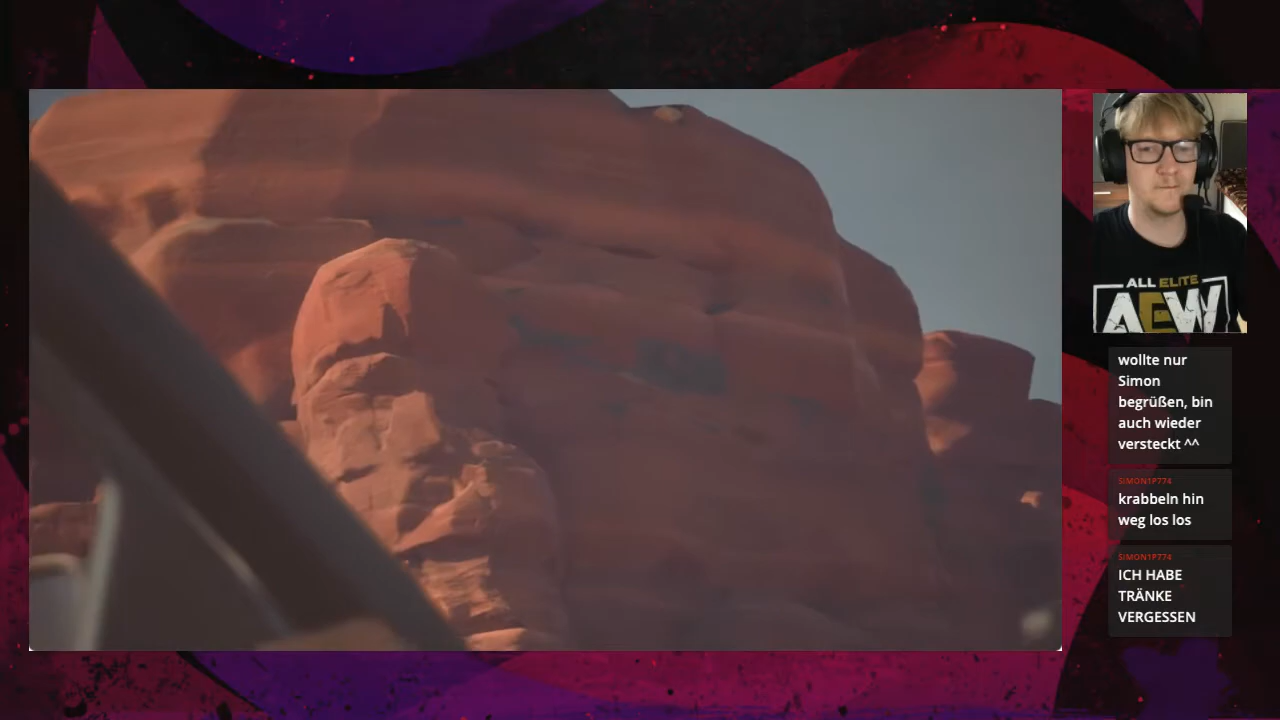 ALL ELITE
AEW
wollte nur
Simon
begrüßen, bin
auch wieder
versteckt ^^
SIMON1P774
krabbeln hin
weg los los
SIMON1P774
ICH HABE
TRÄNKE
VERGESSEN